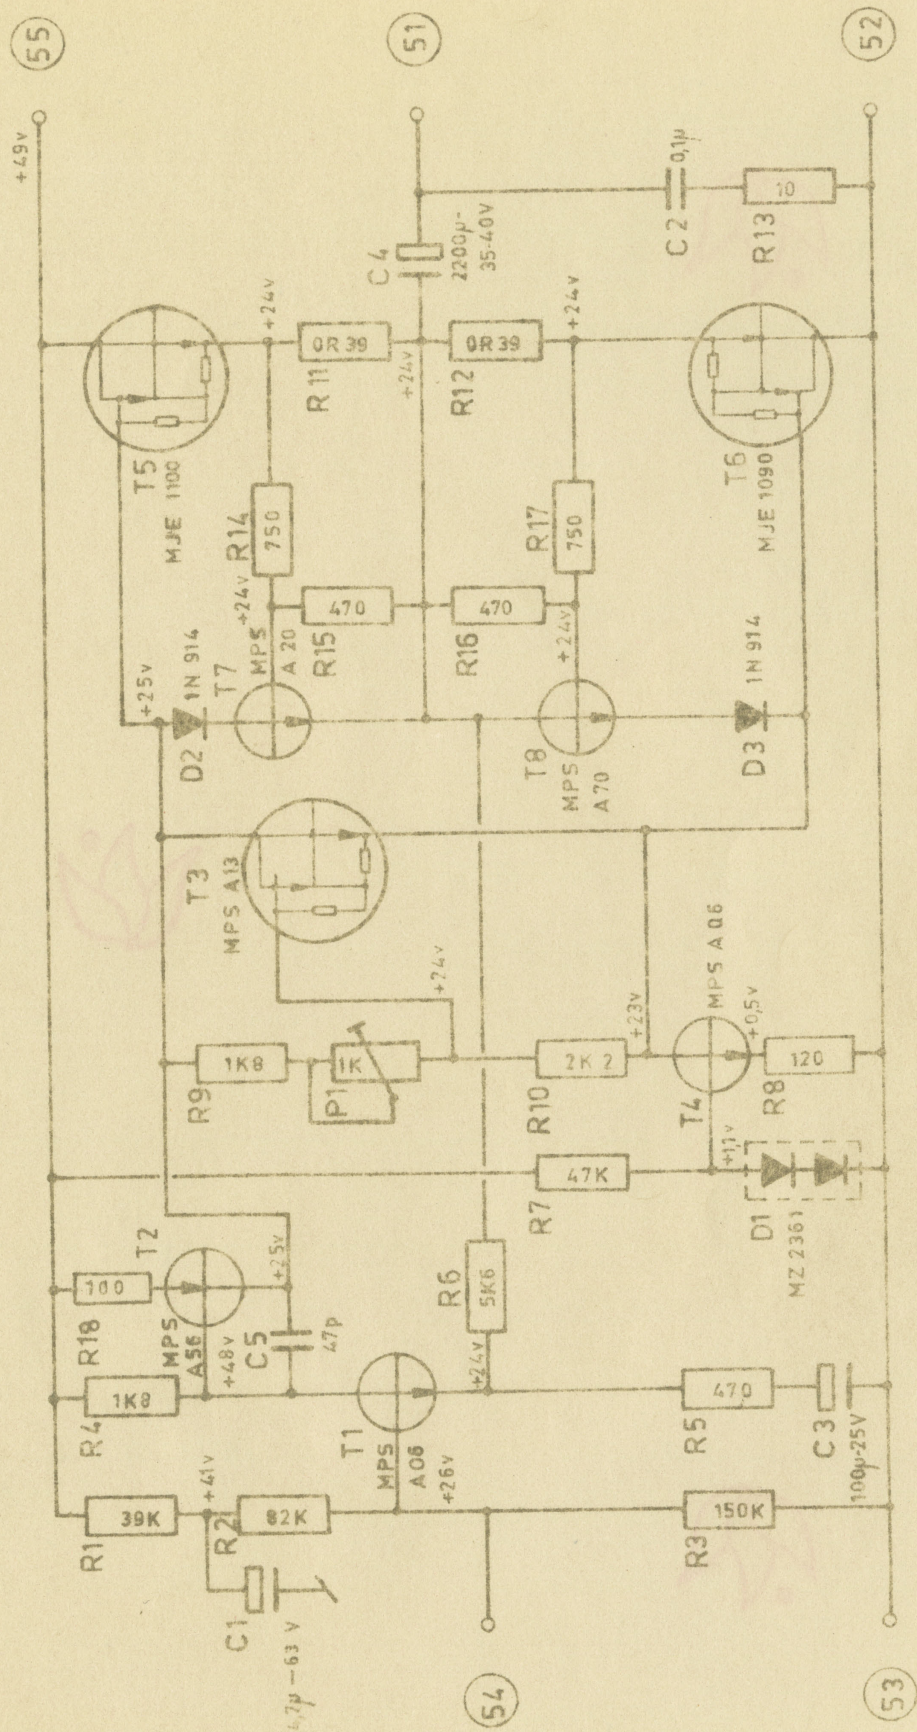 55
+49v
51
52
T5
MJE 1100
+24v
0R39
R11
+24v
C4
2200µ-
35-40V
0R39
R12
+24v
C2
0,1µ
10
R13
T6
MJE 1090
R14
750
+24v
470
R15
470
R16
R17
750
+24v
+25v
1N 914
D2
T7
MPS
A 20
T8
MPS
A70
D3
1N 914
T3
MPS A13
+24v
R9
1K8
P1
1K
R10
2K2
+23v
T4
MPS A06
+0,5v
R8
120
R7
47K
+1,1v
D1
MZ 2361
R18
100
T2
MPS
A56
+25v
+48v
C5
47p
R6
5K6
+24v
R4
1K8
T1
MPS
A06
+26v
R5
470
C3
100µ-25V
R1
39K
+41v
R2
82K
C1
4,7µ-63 V
R3
150K
54
53